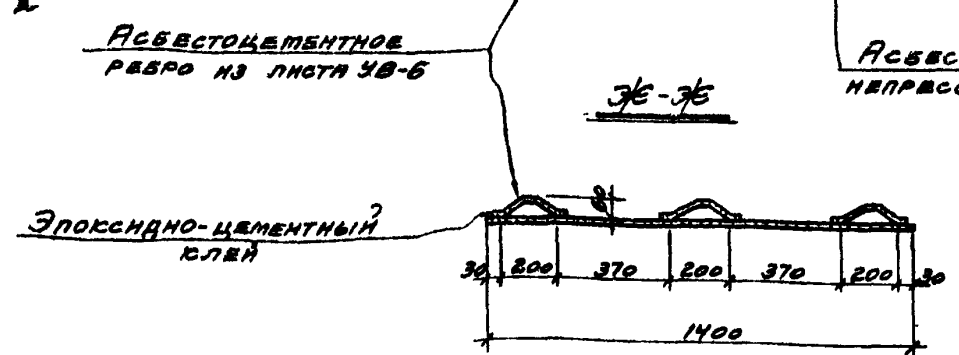 Асбестоцементное
ребро из листа УВ-6
Асбес
непресс
Ж-Ж
Эпоксидно-цементный
клей
30 200 370 200 370 200 30
1400